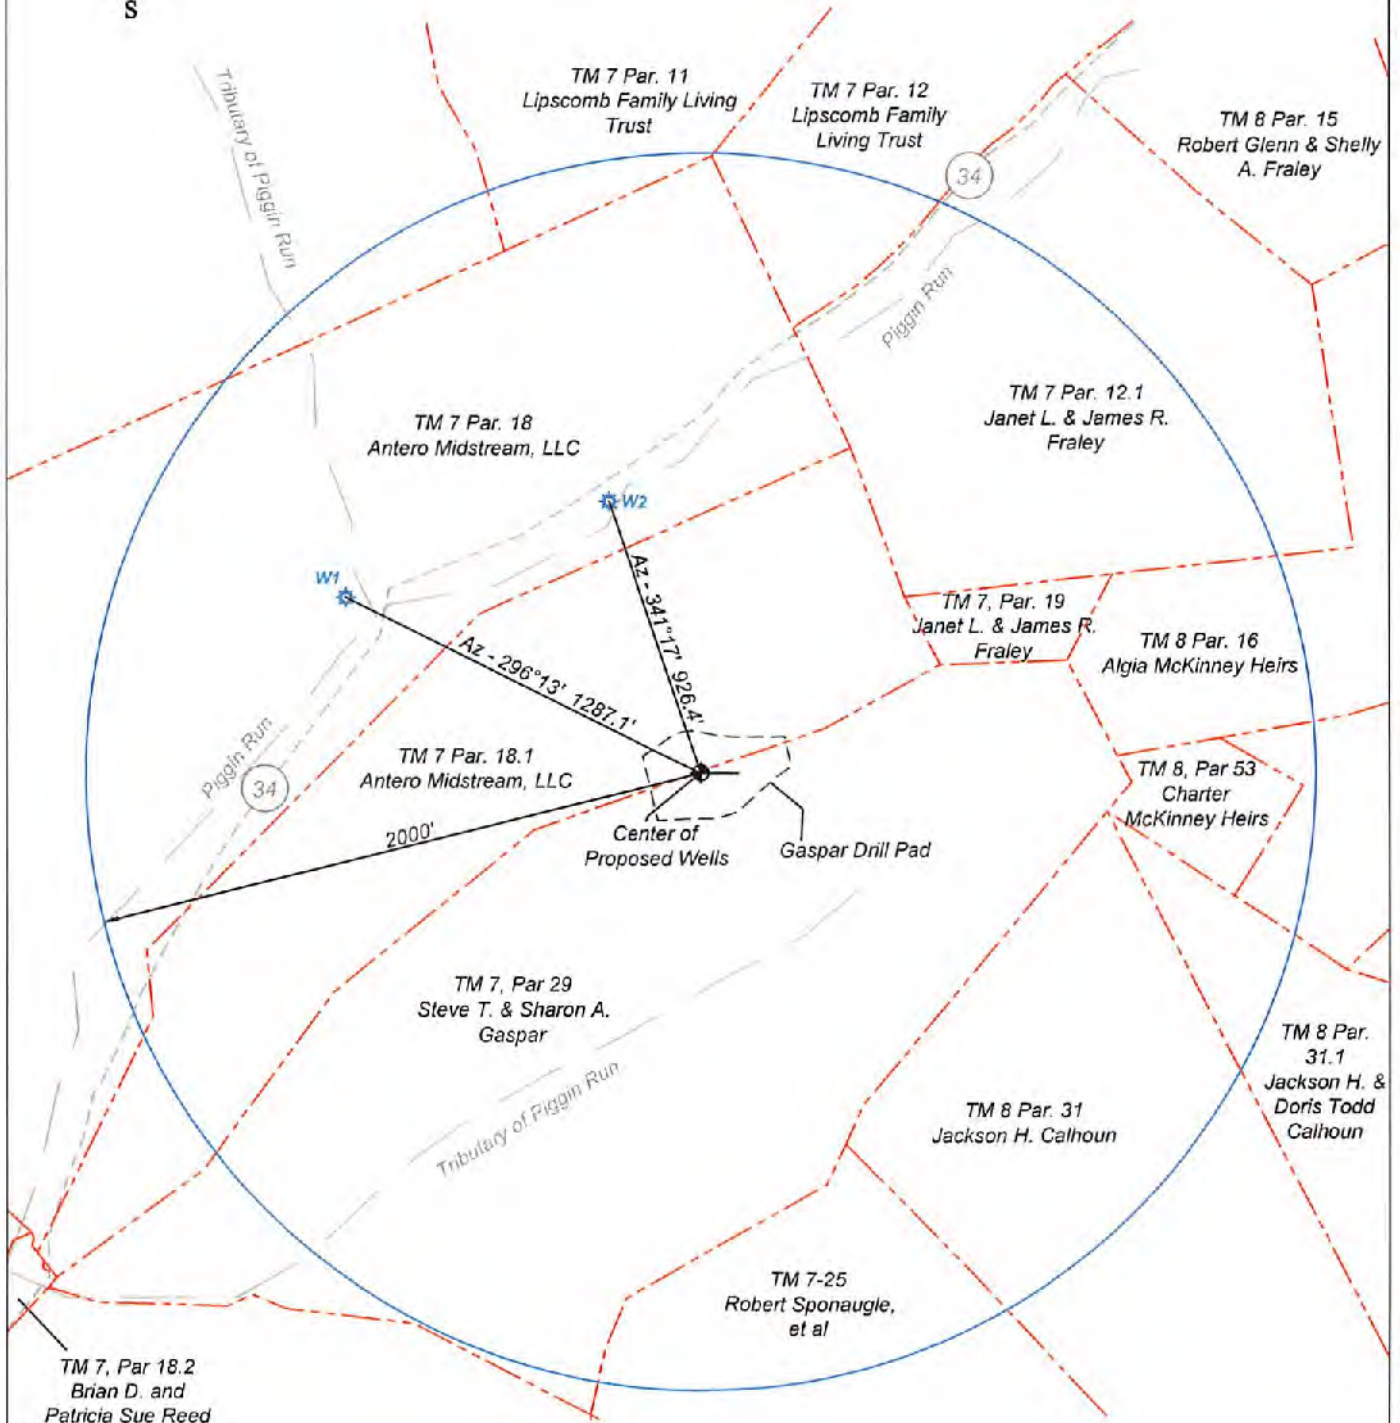 S
Tributary of Piggin Run
TM 7 Par. 11
Lipscomb Family Living
Trust
TM 7 Par. 12
Lipscomb Family
Living Trust
34
TM 8 Par. 15
Robert Glenn & Shelly
A. Fraley
Piggin Run
TM 7 Par. 18
Antero Midstream, LLC
TM 7 Par. 12.1
Janet L. & James R.
Fraley
W2
W1
Az - 341°17' 926.4'
Az - 296°13' 1287.1'
TM 7, Par. 19
Janet L. & James R.
Fraley
TM 8 Par. 16
Algia McKinney Heirs
Piggin Run
34
TM 7 Par. 18.1
Antero Midstream, LLC
2000'
Center of
Proposed Wells
Gaspar Drill Pad
TM 8, Par 53
Charter
McKinney Heirs
TM 7, Par 29
Steve T. & Sharon A.
Gaspar
Tributary of Piggin Run
TM 8 Par. 31
Jackson H. Calhoun
TM 8 Par.
31.1
Jackson H. &
Doris Todd
Calhoun
TM 7-25
Robert Sponaugle,
et al
TM 7, Par 18.2
Brian D. and
Patricia Sue Reed